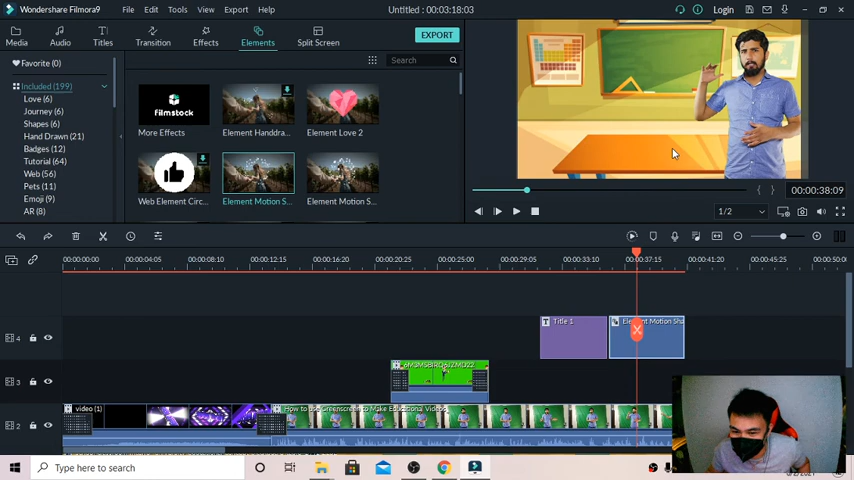 Wondershare Filmora9
File Edit Tools View Export Help
Untitled : 00:03:18:03
Login
Media Audio Titles Transition Effects Elements Split Screen
EXPORT
Favorite (0)
Included (199)
Love (6)
Journey (6)
Shapes (6)
Hand Drawn (21)
Badges (12)
Tutorial (64)
Web (56)
Pets (11)
Emoji (9)
AR (8)
Search
filmstock
More Effects
Element Handdra...
Element Love 2
Web Element Circ...
Element Motion S...
Element Motion S...
00:00:38:09
1/2
00:00:00:00 00:00:04:05 00:00:08:10 00:00:12:15 00:00:16:20 00:00:20:25 00:00:25:00 00:00:29:05 00:00:33:10 00:00:37:15 00:00:41:20 00:00:45:25 00:00:50:0
4
Title 1
Element Motion Sha
3
2
video (1)
How to use Greenscreen to Make Educational Videos
Type here to search